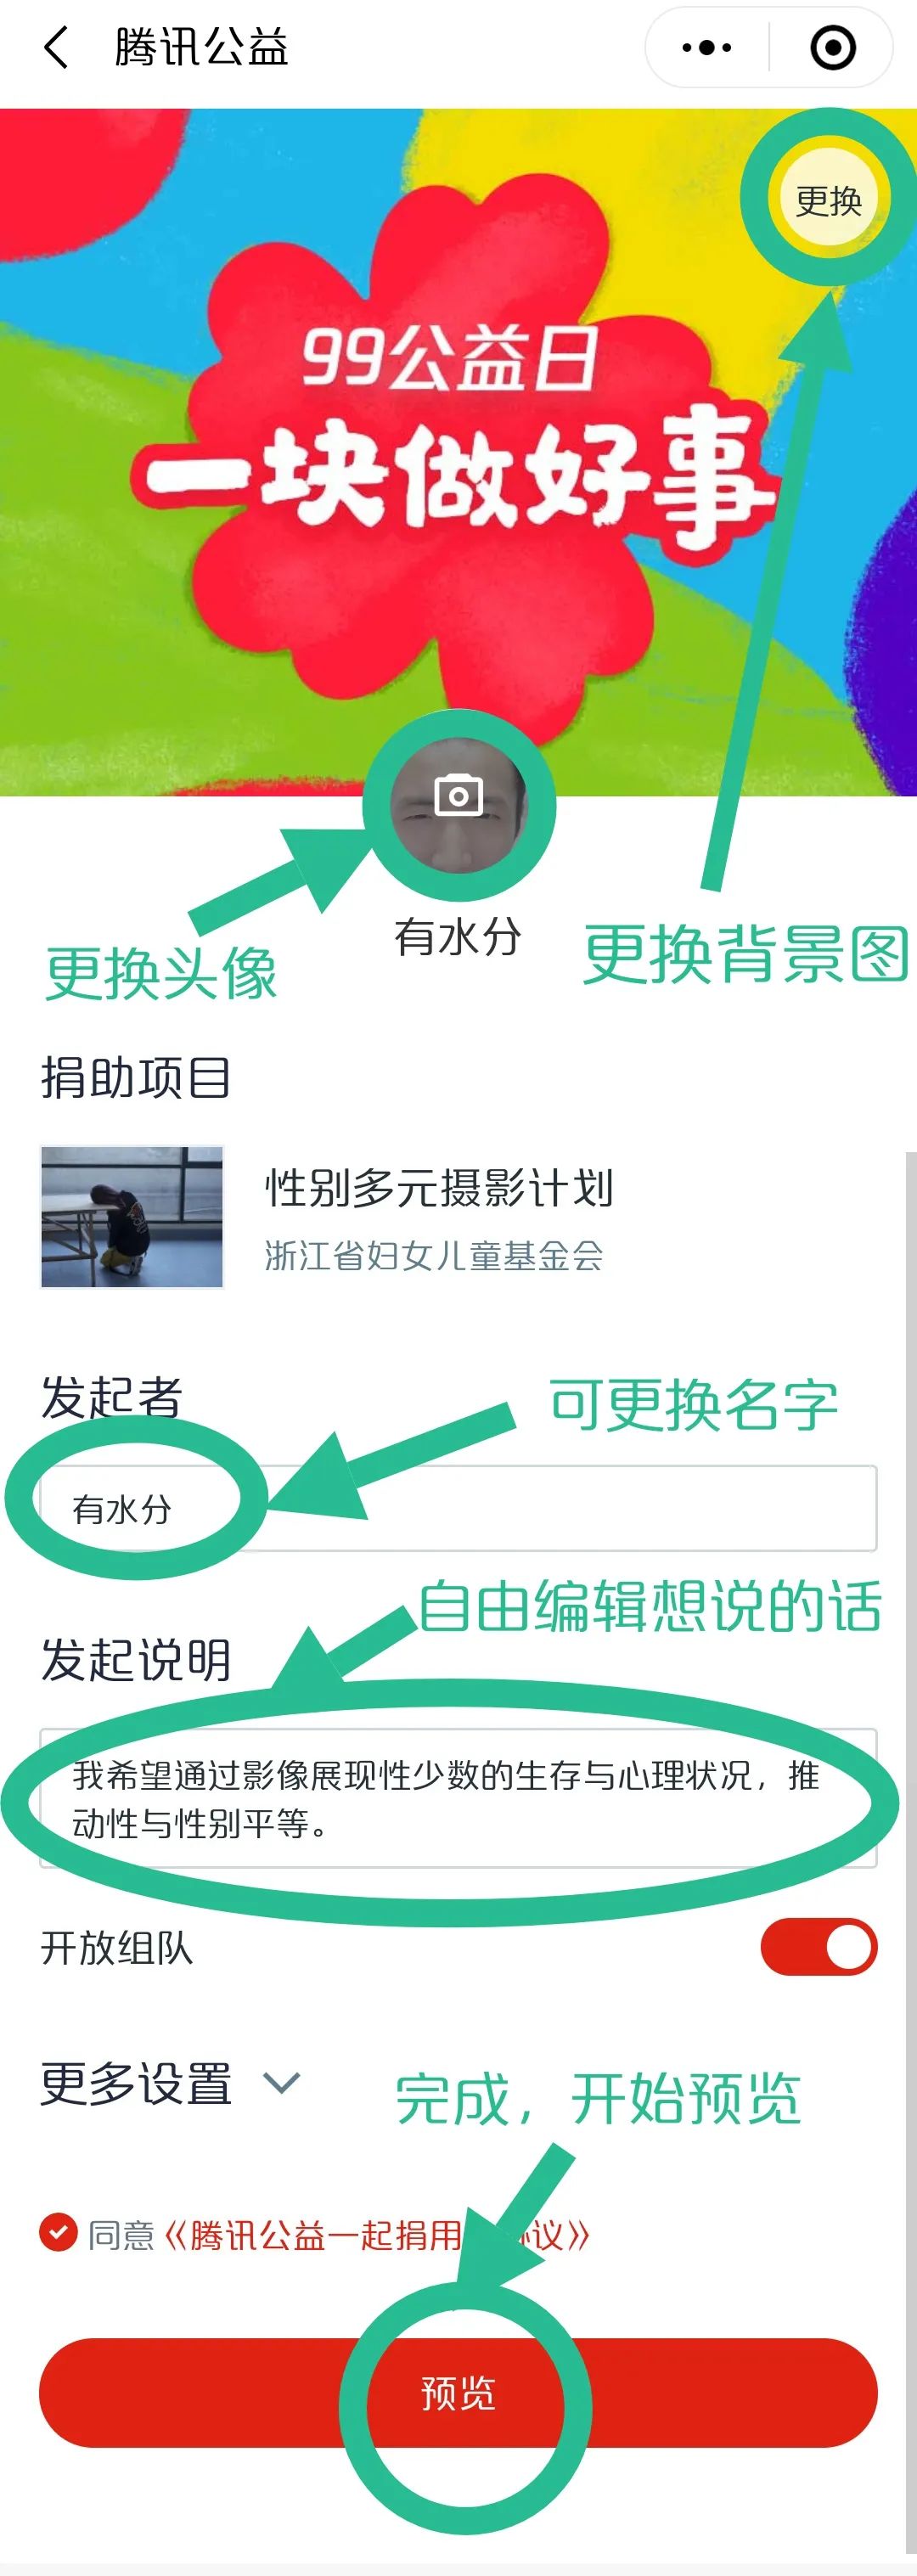 腾讯公益
更换
99公益日
一块做好事
有水分
更换头像
更换背景图
捐助项目
性别多元摄影计划
浙江省妇女儿童基金会
发起者
可更换名字
有水分
自由编辑想说的话
发起说明
我希望通过影像展现性少数的生存与心理状况，推
动性与性别平等。
开放组队
更多设置
完成，开始预览
同意《腾讯公益一起捐用 议》
预览